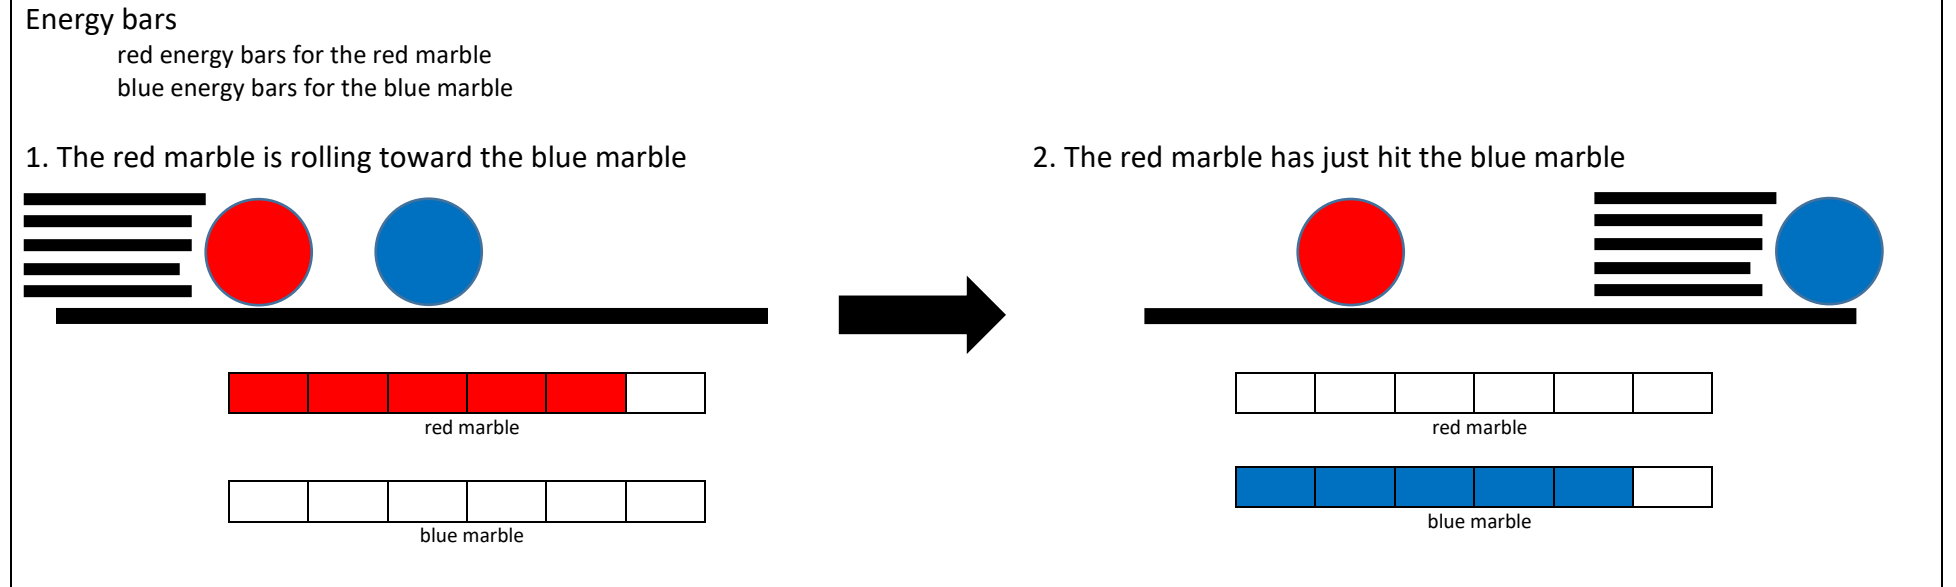 Energy bars
red energy bars for the red marble
blue energy bars for the blue marble
1. The red marble is rolling toward the blue marble
2. The red marble has just hit the blue marble
red marble
blue marble
red marble
blue marble